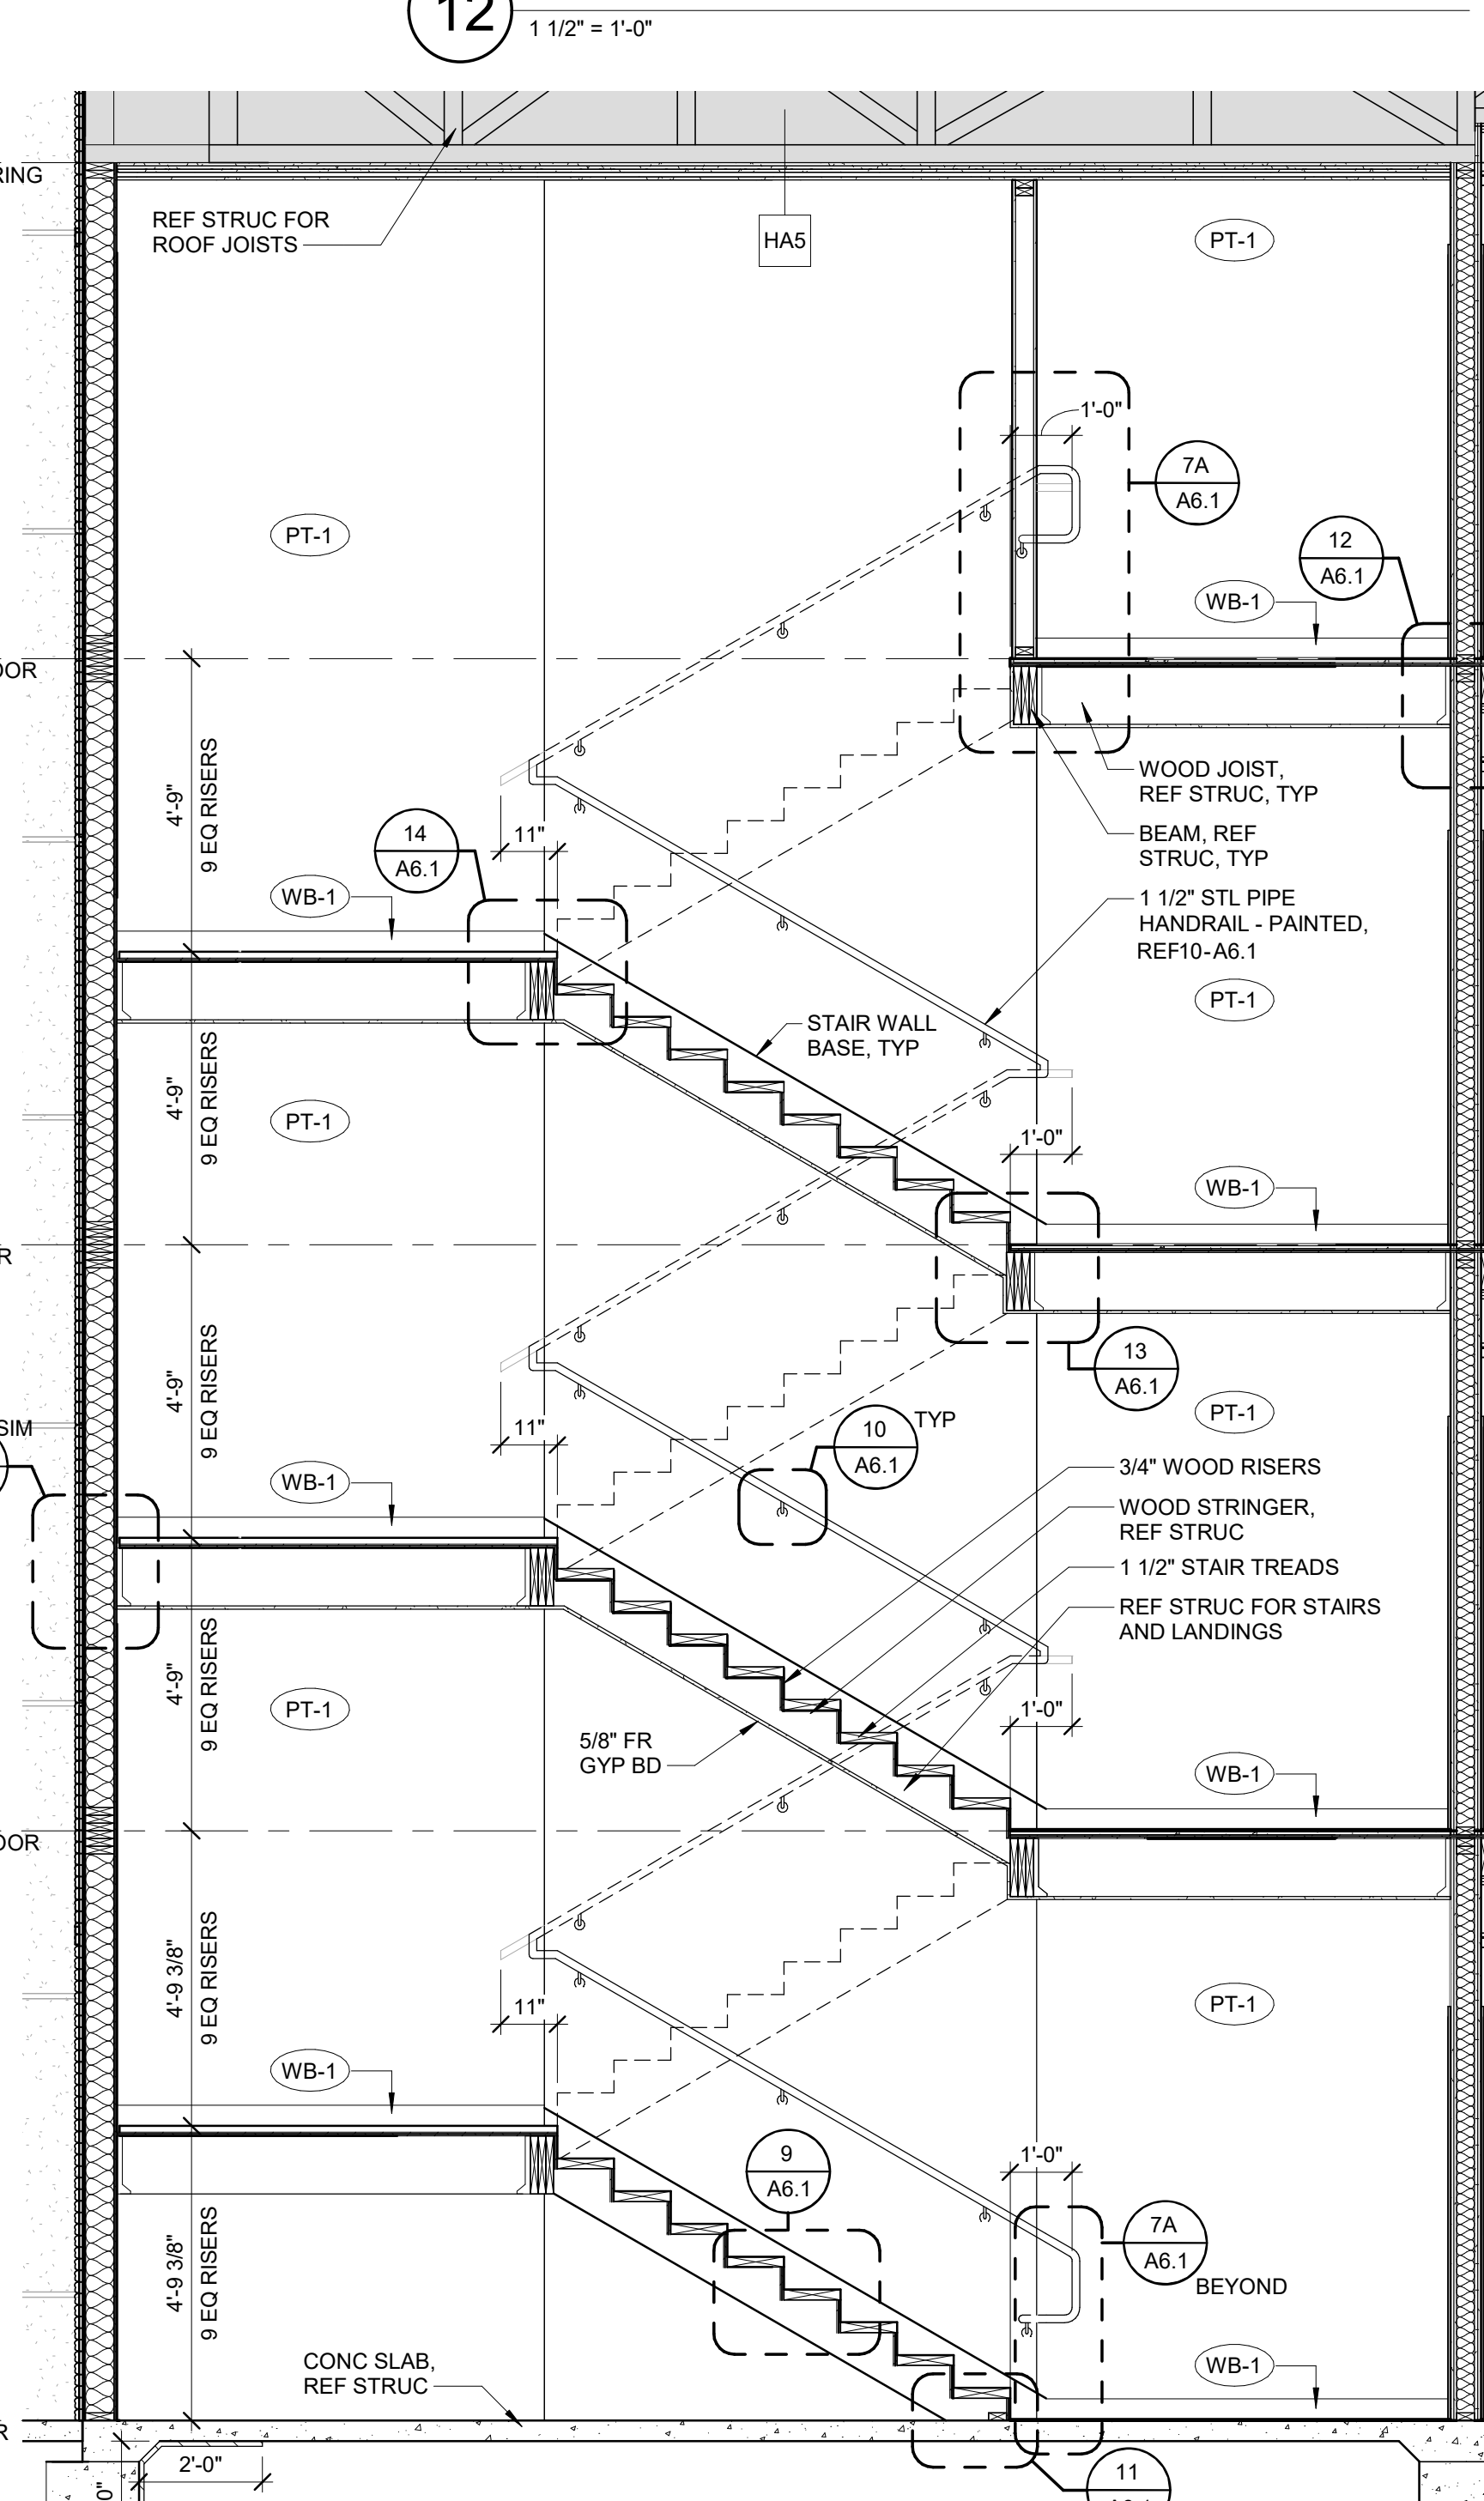 12
1 1/2" = 1'-0"
REF STRUC FOR
ROOF JOISTS
HA5
PT-1
1'-0"
7A
A6.1
PT-1
12
A6.1
WB-1
4'-9"
9 EQ RISERS
WOOD JOIST,
REF STRUC, TYP
14
A6.1
11"
BEAM, REF
STRUC, TYP
WB-1
1 1/2" STL PIPE
HANDRAIL - PAINTED,
REF10-A6.1
PT-1
STAIR WALL
BASE, TYP
4'-9"
9 EQ RISERS
PT-1
1'-0"
WB-1
4'-9"
9 EQ RISERS
13
A6.1
PT-1
SIM
11"
10
A6.1
TYP
3/4" WOOD RISERS
WB-1
WOOD STRINGER,
REF STRUC
1 1/2" STAIR TREADS
REF STRUC FOR STAIRS
AND LANDINGS
4'-9"
9 EQ RISERS
PT-1
1'-0"
5/8" FR
GYP BD
WB-1
4'-9 3/8"
9 EQ RISERS
11"
PT-1
WB-1
9
A6.1
1'-0"
7A
A6.1
BEYOND
4'-9 3/8"
9 EQ RISERS
CONC SLAB,
REF STRUC
WB-1
2'-0"
11